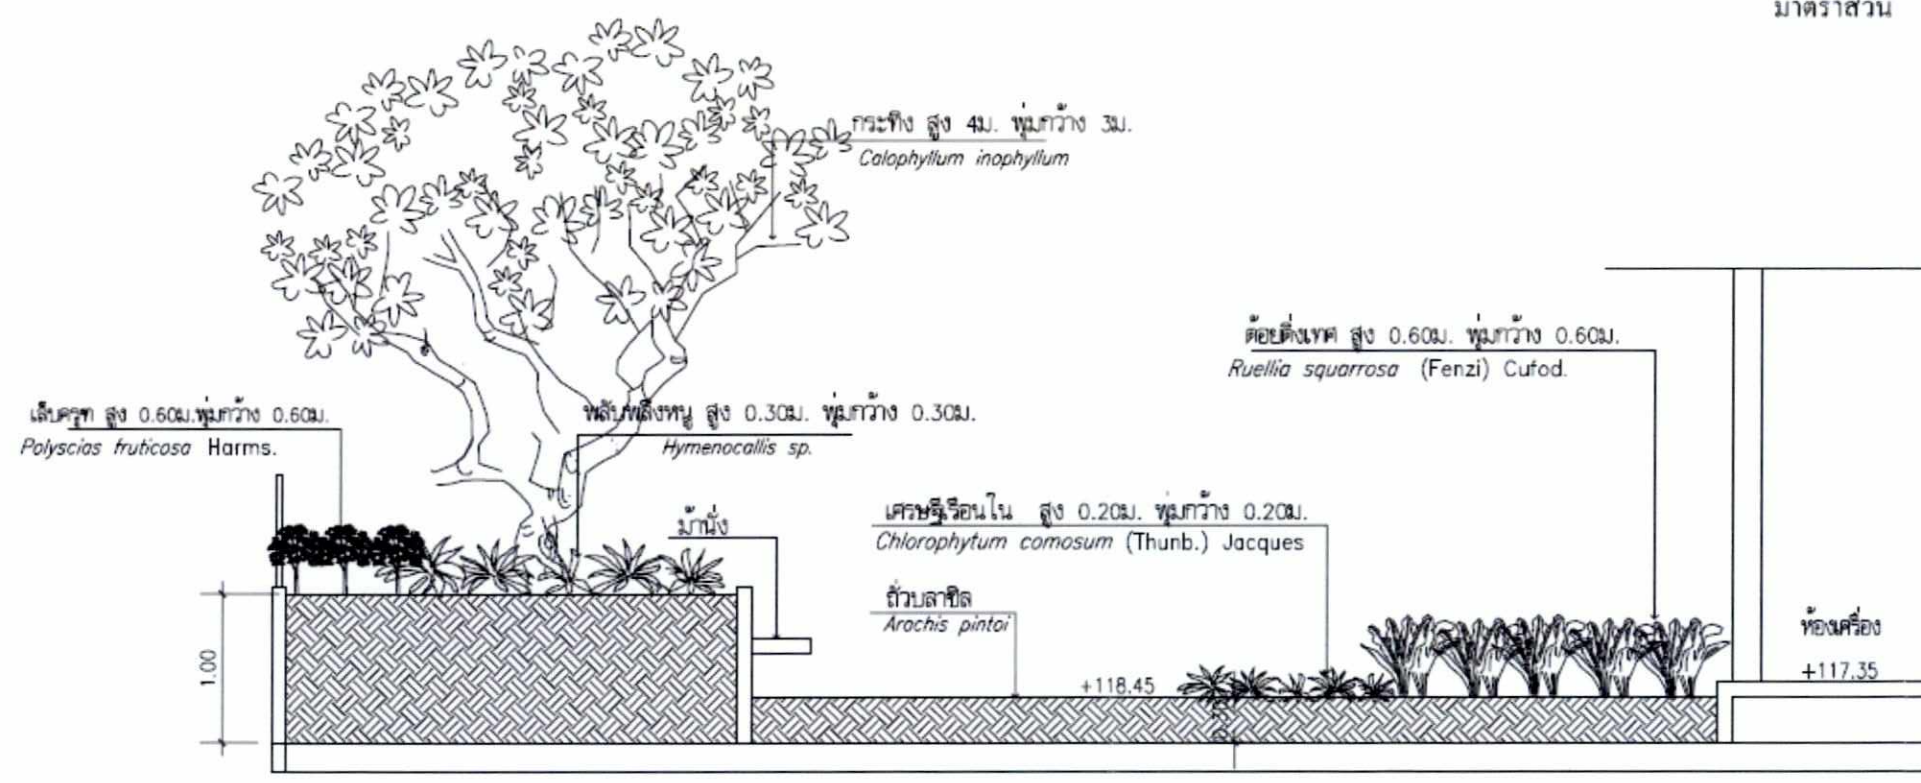 มาตราส่วน
กระทิง สูง 4ม. พุ่มกว้าง 3ม.
Calophyllum inophyllum
ต้อยติ่งเทศ สูง 0.60ม. พุ่มกว้าง 0.60ม.
Ruellia squarrosa (Fenzi) Cufod.
เล็บครุฑ สูง 0.60ม.พุ่มกว้าง 0.60ม.
Polyscias fruticosa Harms.
พลับพลึงหนู สูง 0.30ม. พุ่มกว้าง 0.30ม.
Hymenocallis sp.
ม้านั่ง
เศรษฐีเรือนใน สูง 0.20ม. พุ่มกว้าง 0.20ม.
Chlorophytum comosum (Thunb.) Jacques
ถั่วบลาซิล
Arachis pintoi
ห้องเครื่อง
+117.35
+118.45
1.00
0.30